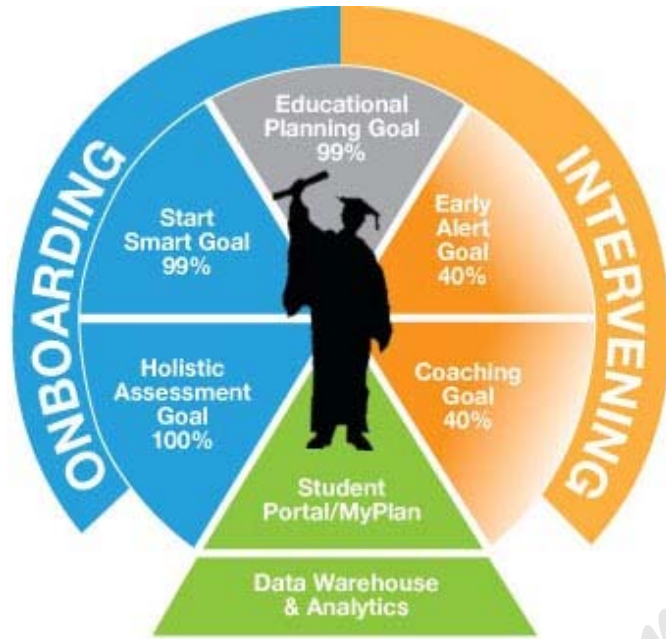 ONBOARDING
INTERVENING
Educational
Planning Goal
99%
Start
Smart Goal
99%
Early
Alert
Goal
40%
Holistic
Assessment
Goal
100%
Coaching
Goal
40%
Student
Portal/MyPlan
Data Warehouse
& Analytics